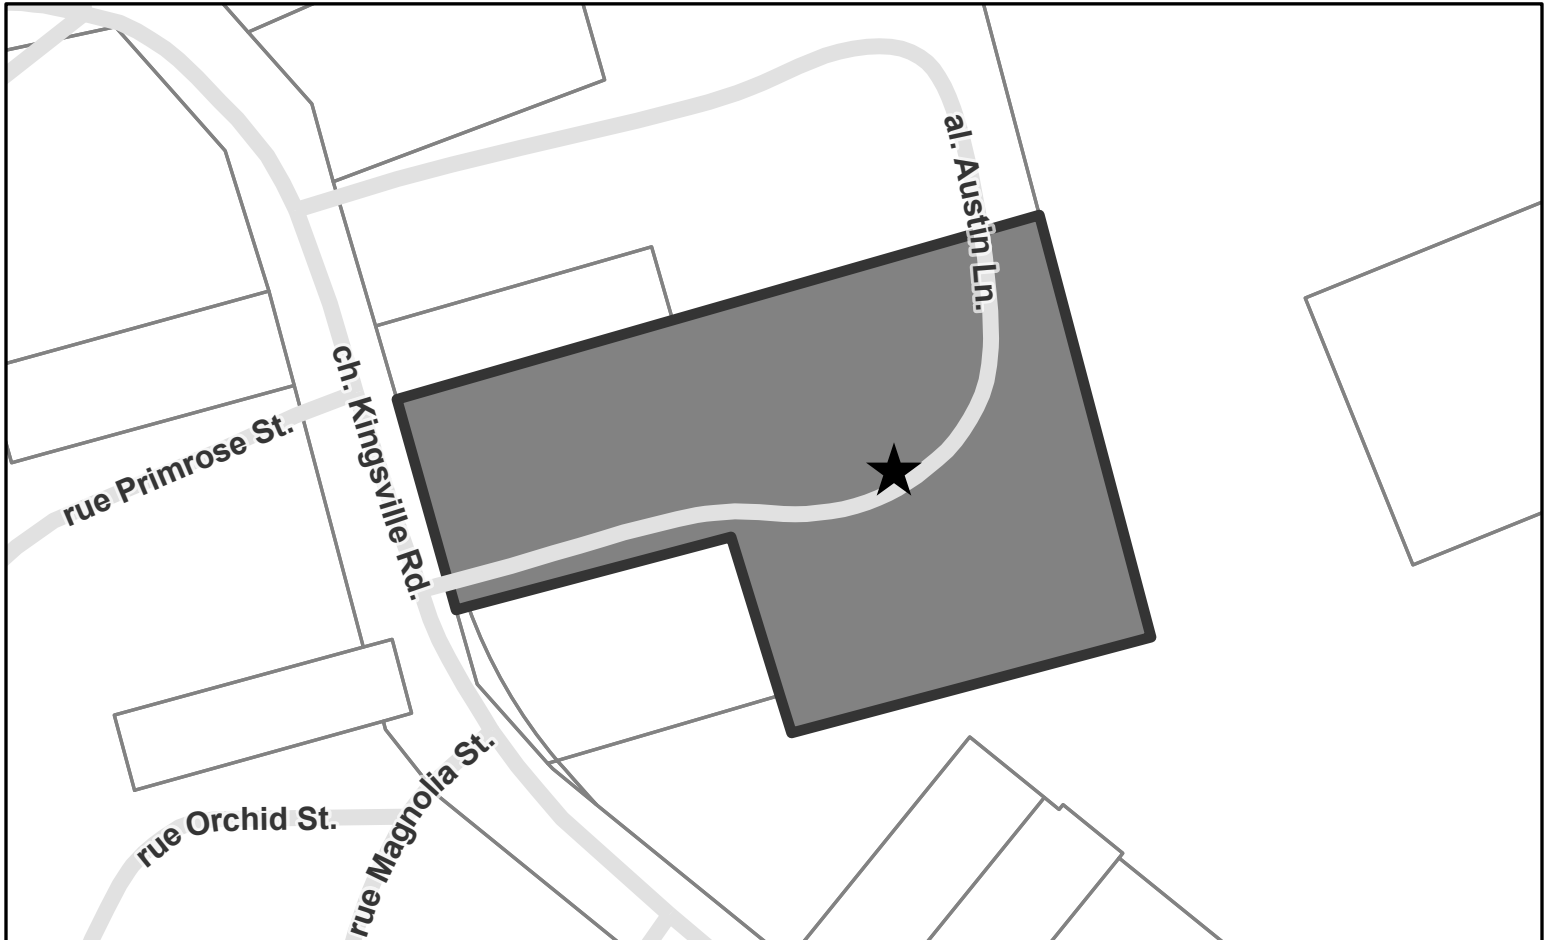 al. Austin Ln.
ch. Kingsville Rd.
rue Primrose St.
rue Magnolia St.
rue Orchid St.